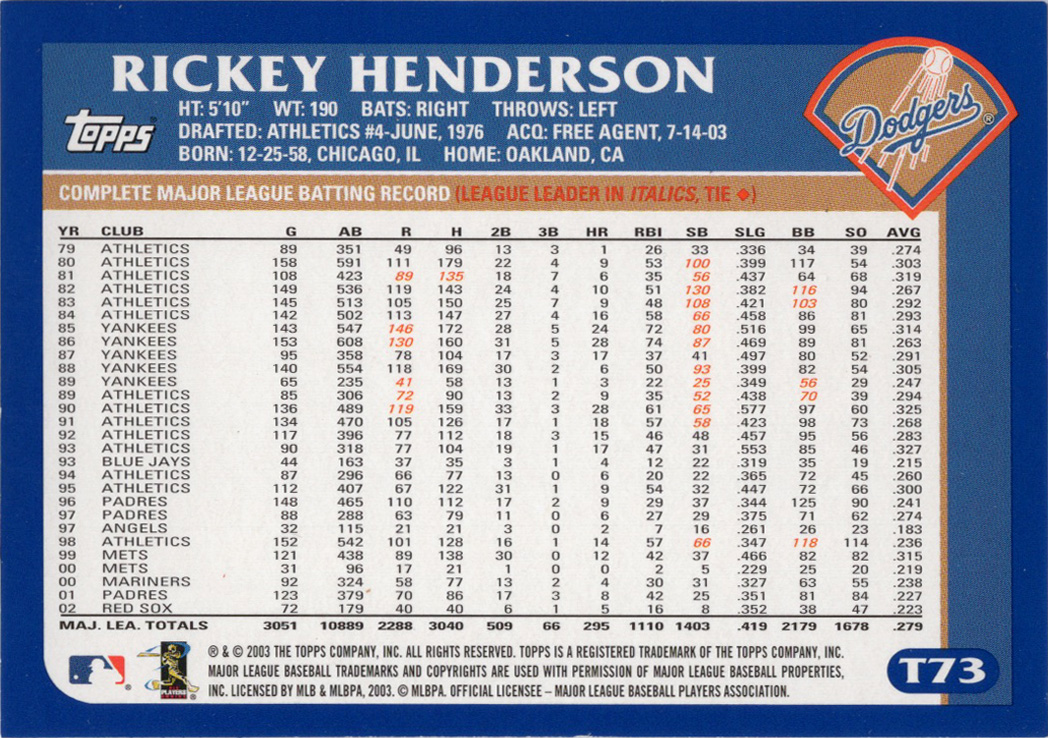 RICKEY HENDERSON
topps
HT: 5'10" WT: 190 BATS: RIGHT THROWS: LEFT
DRAFTED: ATHLETICS #4-JUNE, 1976 ACQ: FREE AGENT, 7-14-03
BORN: 12-25-58, CHICAGO, IL HOME: OAKLAND, CA
Dodgers ®
COMPLETE MAJOR LEAGUE BATTING RECORD (LEAGUE LEADER IN ITALICS, TIE ◆)
YR CLUB G AB R H 2B 3B HR RBI SB SLG BB SO AVG
79 ATHLETICS 89 351 49 96 13 3 1 26 33 .336 34 39 .274
80 ATHLETICS 158 591 111 179 22 4 9 53 100 .399 117 54 .303
81 ATHLETICS 108 423 89 135 18 7 6 35 56 .437 64 68 .319
82 ATHLETICS 149 536 119 143 24 4 10 51 130 .382 116 94 .267
83 ATHLETICS 145 513 105 150 25 7 9 48 108 .421 103 80 .292
84 ATHLETICS 142 502 113 147 27 4 16 58 66 .458 86 81 .293
85 YANKEES 143 547 146 172 28 5 24 72 80 .516 99 65 .314
86 YANKEES 153 608 130 160 31 5 28 74 87 .469 89 81 .263
87 YANKEES 95 358 78 104 17 3 17 37 41 .497 80 52 .291
88 YANKEES 140 554 118 169 30 2 6 50 93 .399 82 54 .305
89 YANKEES 65 235 41 58 13 1 3 22 25 .349 56 29 .247
89 ATHLETICS 85 306 72 90 13 2 9 35 52 .438 70 39 .294
90 ATHLETICS 136 489 119 159 33 3 28 61 65 .577 97 60 .325
91 ATHLETICS 134 470 105 126 17 1 18 57 58 .423 98 73 .268
92 ATHLETICS 117 396 77 112 18 3 15 46 48 .457 95 56 .283
93 ATHLETICS 90 318 77 104 19 1 17 47 31 .553 85 46 .327
93 BLUE JAYS 44 163 37 35 3 1 4 12 22 .319 35 19 .215
94 ATHLETICS 87 296 66 77 13 0 6 20 22 .365 72 45 .260
95 ATHLETICS 112 407 67 122 31 1 9 54 32 .447 72 66 .300
96 PADRES 148 465 110 112 17 2 9 29 37 .344 125 90 .241
97 PADRES 88 288 63 79 11 0 6 27 29 .375 71 62 .274
97 ANGELS 32 115 21 21 3 0 2 7 16 .261 26 23 .183
98 ATHLETICS 152 542 101 128 16 1 14 57 66 .347 118 114 .236
99 METS 121 438 89 138 30 0 12 42 37 .466 82 82 .315
00 METS 31 96 17 21 1 0 0 2 5 .229 25 20 .219
00 MARINERS 92 324 58 77 13 2 4 30 31 .327 63 55 .238
01 PADRES 123 379 70 86 17 3 8 42 25 .351 81 84 .227
02 RED SOX 72 179 40 40 6 1 5 16 8 .352 38 47 .223
MAJ. LEA. TOTALS 3051 10889 2288 3040 509 66 295 1110 1403 .419 2179 1678 .279
® & © 2003 THE TOPPS COMPANY, INC. ALL RIGHTS RESERVED. TOPPS IS A REGISTERED TRADEMARK OF THE TOPPS COMPANY, INC.
MAJOR LEAGUE BASEBALL TRADEMARKS AND COPYRIGHTS ARE USED WITH PERMISSION OF MAJOR LEAGUE BASEBALL PROPERTIES,
INC. LICENSED BY MLB & MLBPA, 2003. © MLBPA. OFFICIAL LICENSEE – MAJOR LEAGUE BASEBALL PLAYERS ASSOCIATION.
PLAYERS
T73